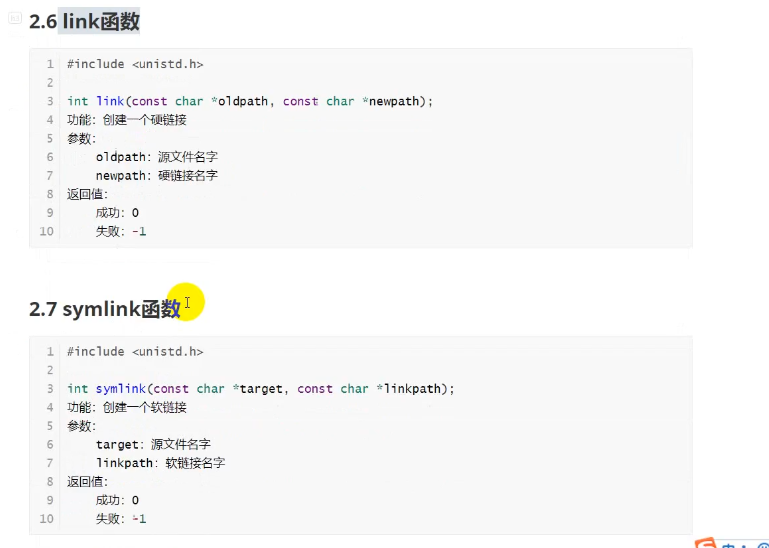 2.6 link函数
1 #include <unistd.h>
2
3 int link(const char *oldpath, const char *newpath);
4 功能: 创建一个硬链接
5 参数:
6 oldpath: 源文件名字
7 newpath: 硬链接名字
8 返回值:
9 成功: 0
10 失败: -1
2.7 symlink函数
1 #include <unistd.h>
2
3 int symlink(const char *target, const char *linkpath);
4 功能: 创建一个软链接
5 参数:
6 target: 源文件名字
7 linkpath: 软链接名字
8 返回值:
9 成功: 0
10 失败: -1